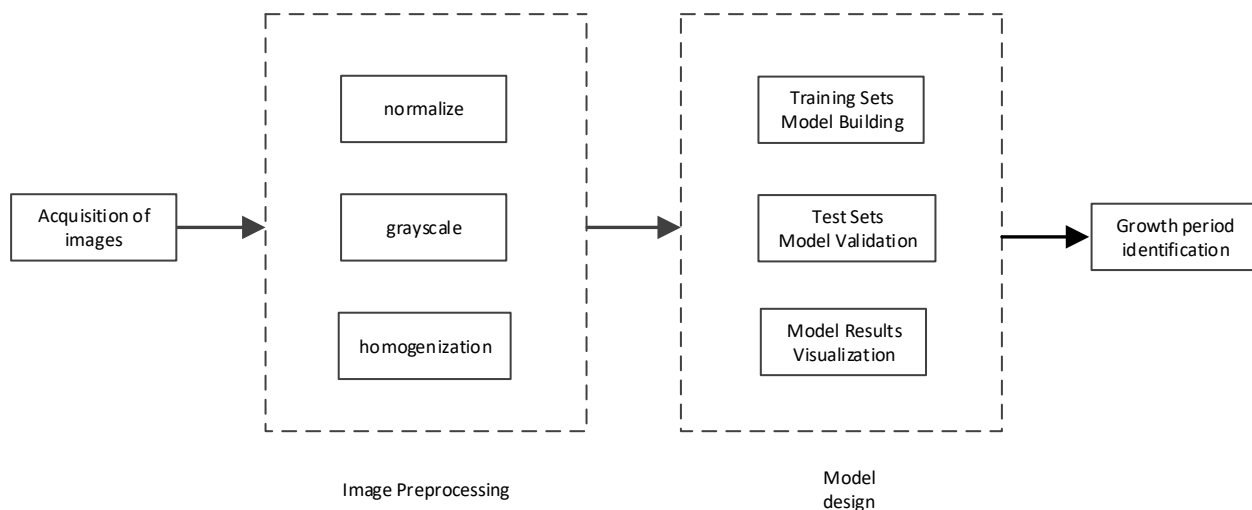 Acquisition of
images
normalize
grayscale
homogenization
Image Preprocessing
Training Sets
Model Building
Test Sets
Model Validation
Model Results
Visualization
Model
design
Growth period
identification